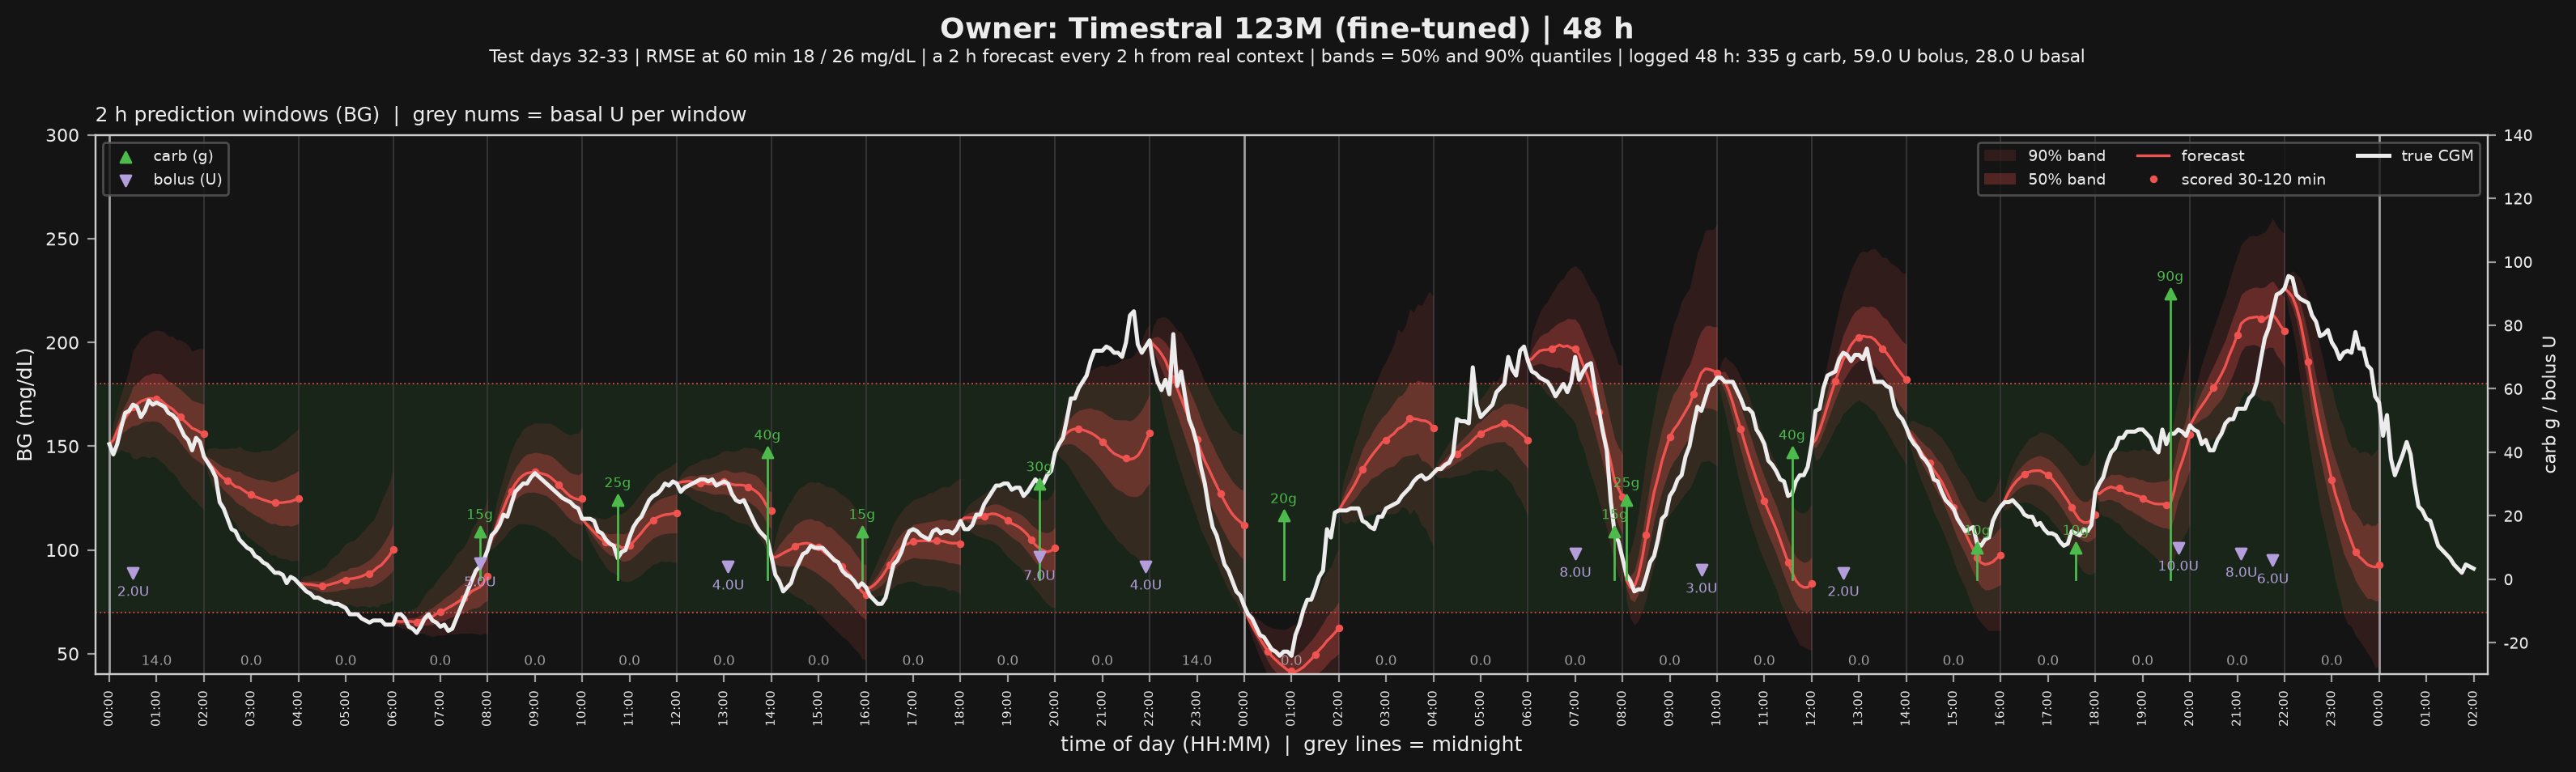 Owner: Timestral 123M (fine-tuned) | 48 h
Test days 32-33 | RMSE at 60 min 18 / 26 mg/dL | a 2 h forecast every 2 h from real context | bands = 50% and 90% quantiles | logged 48 h: 335 g carb, 59.0 U bolus, 28.0 U basal
2 h prediction windows (BG) | grey nums = basal U per window
carb (g)
bolus (U)
90% band
50% band
forecast
scored 30-120 min
true CGM
BG (mg/dL)
300
250
200
150
100
50
carb g / bolus U
140
120
100
80
60
40
20
0
-20
2.0U
15g
5.0U
25g
4.0U
40g
15g
30g
7.0U
4.0U
20g
8.0U
15g
25g
3.0U
40g
2.0U
10g
10g
90g
10.0U
8.0U
6.0U
14.0 0.0 0.0 0.0 0.0 0.0 0.0 0.0 0.0 0.0 0.0 14.0 0.0 0.0 0.0 0.0 0.0 0.0 0.0 0.0 0.0 0.0 0.0 0.0
00:00 01:00 02:00 03:00 04:00 05:00 06:00 07:00 08:00 09:00 10:00 11:00 12:00 13:00 14:00 15:00 16:00 17:00 18:00 19:00 20:00 21:00 22:00 23:00 00:00 01:00 02:00 03:00 04:00 05:00 06:00 07:00 08:00 09:00 10:00 11:00 12:00 13:00 14:00 15:00 16:00 17:00 18:00 19:00 20:00 21:00 22:00 23:00 00:00 01:00 02:00
time of day (HH:MM) | grey lines = midnight